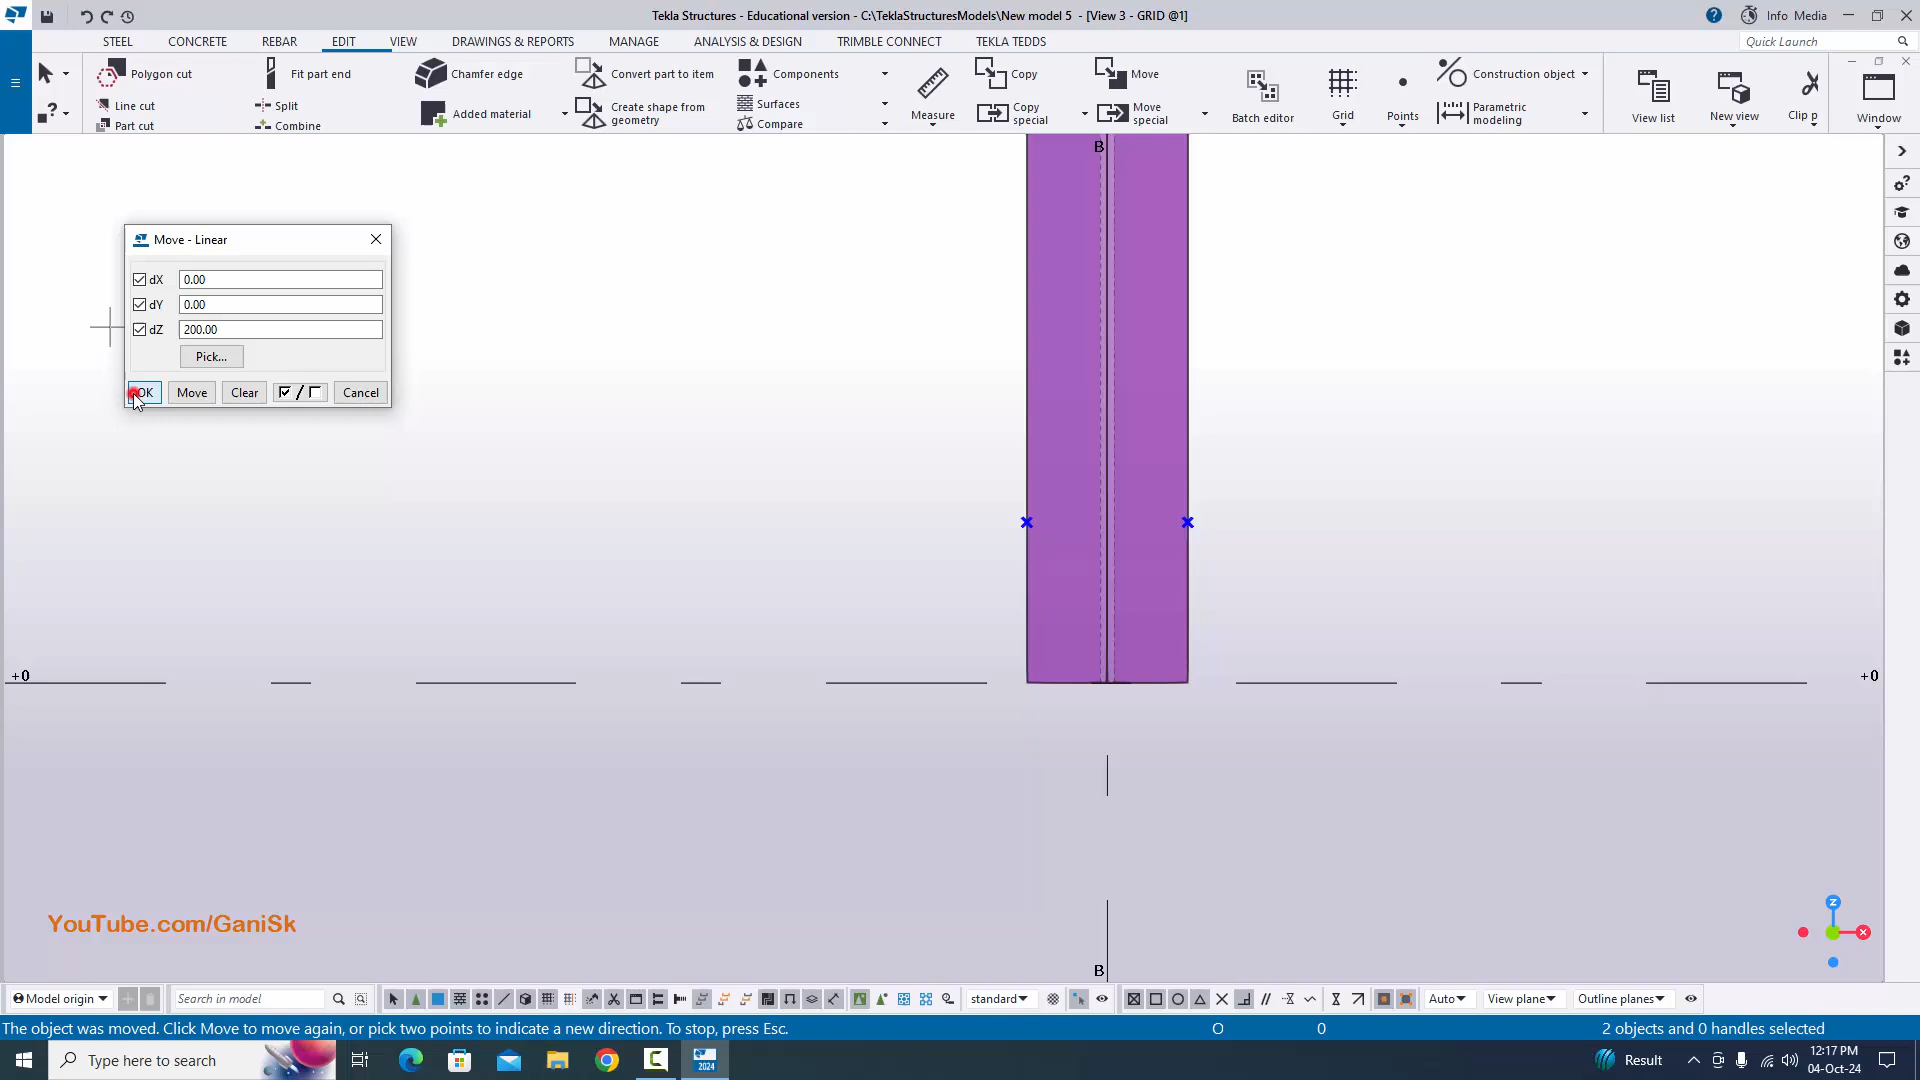 Tekla Structures - Educational version - C:\TeklaStructuresModels\New model 5 - [View 3 - GRID @1]
Info Media
STEEL CONCRETE REBAR EDIT VIEW DRAWINGS & REPORTS MANAGE ANALYSIS & DESIGN TRIMBLE CONNECT TEKLA TEDDS
Quick Launch
Polygon cut
Line cut
Part cut
Fit part end
Split
Combine
Chamfer edge
Added material
Convert part to item
Create shape from
geometry
Components
Surfaces
Compare
Measure
Copy
Copy
special
Move
Move
special
Batch editor
Grid
Points
Construction object
Parametric
modeling
View list
New view
Clip p
Window
B
Move - Linear
dX 0.00
dY 0.00
dZ 200.00
Pick...
OK Move Clear / Cancel
+0 +0
YouTube.com/GaniSk
B
Z
X
Model origin
Search in model
standard
Auto
View plane
Outline planes
The object was moved. Click Move to move again, or pick two points to indicate a new direction. To stop, press Esc.
O 0
2 objects and 0 handles selected
Type here to search
2024
Result
12:17 PM
04-Oct-24